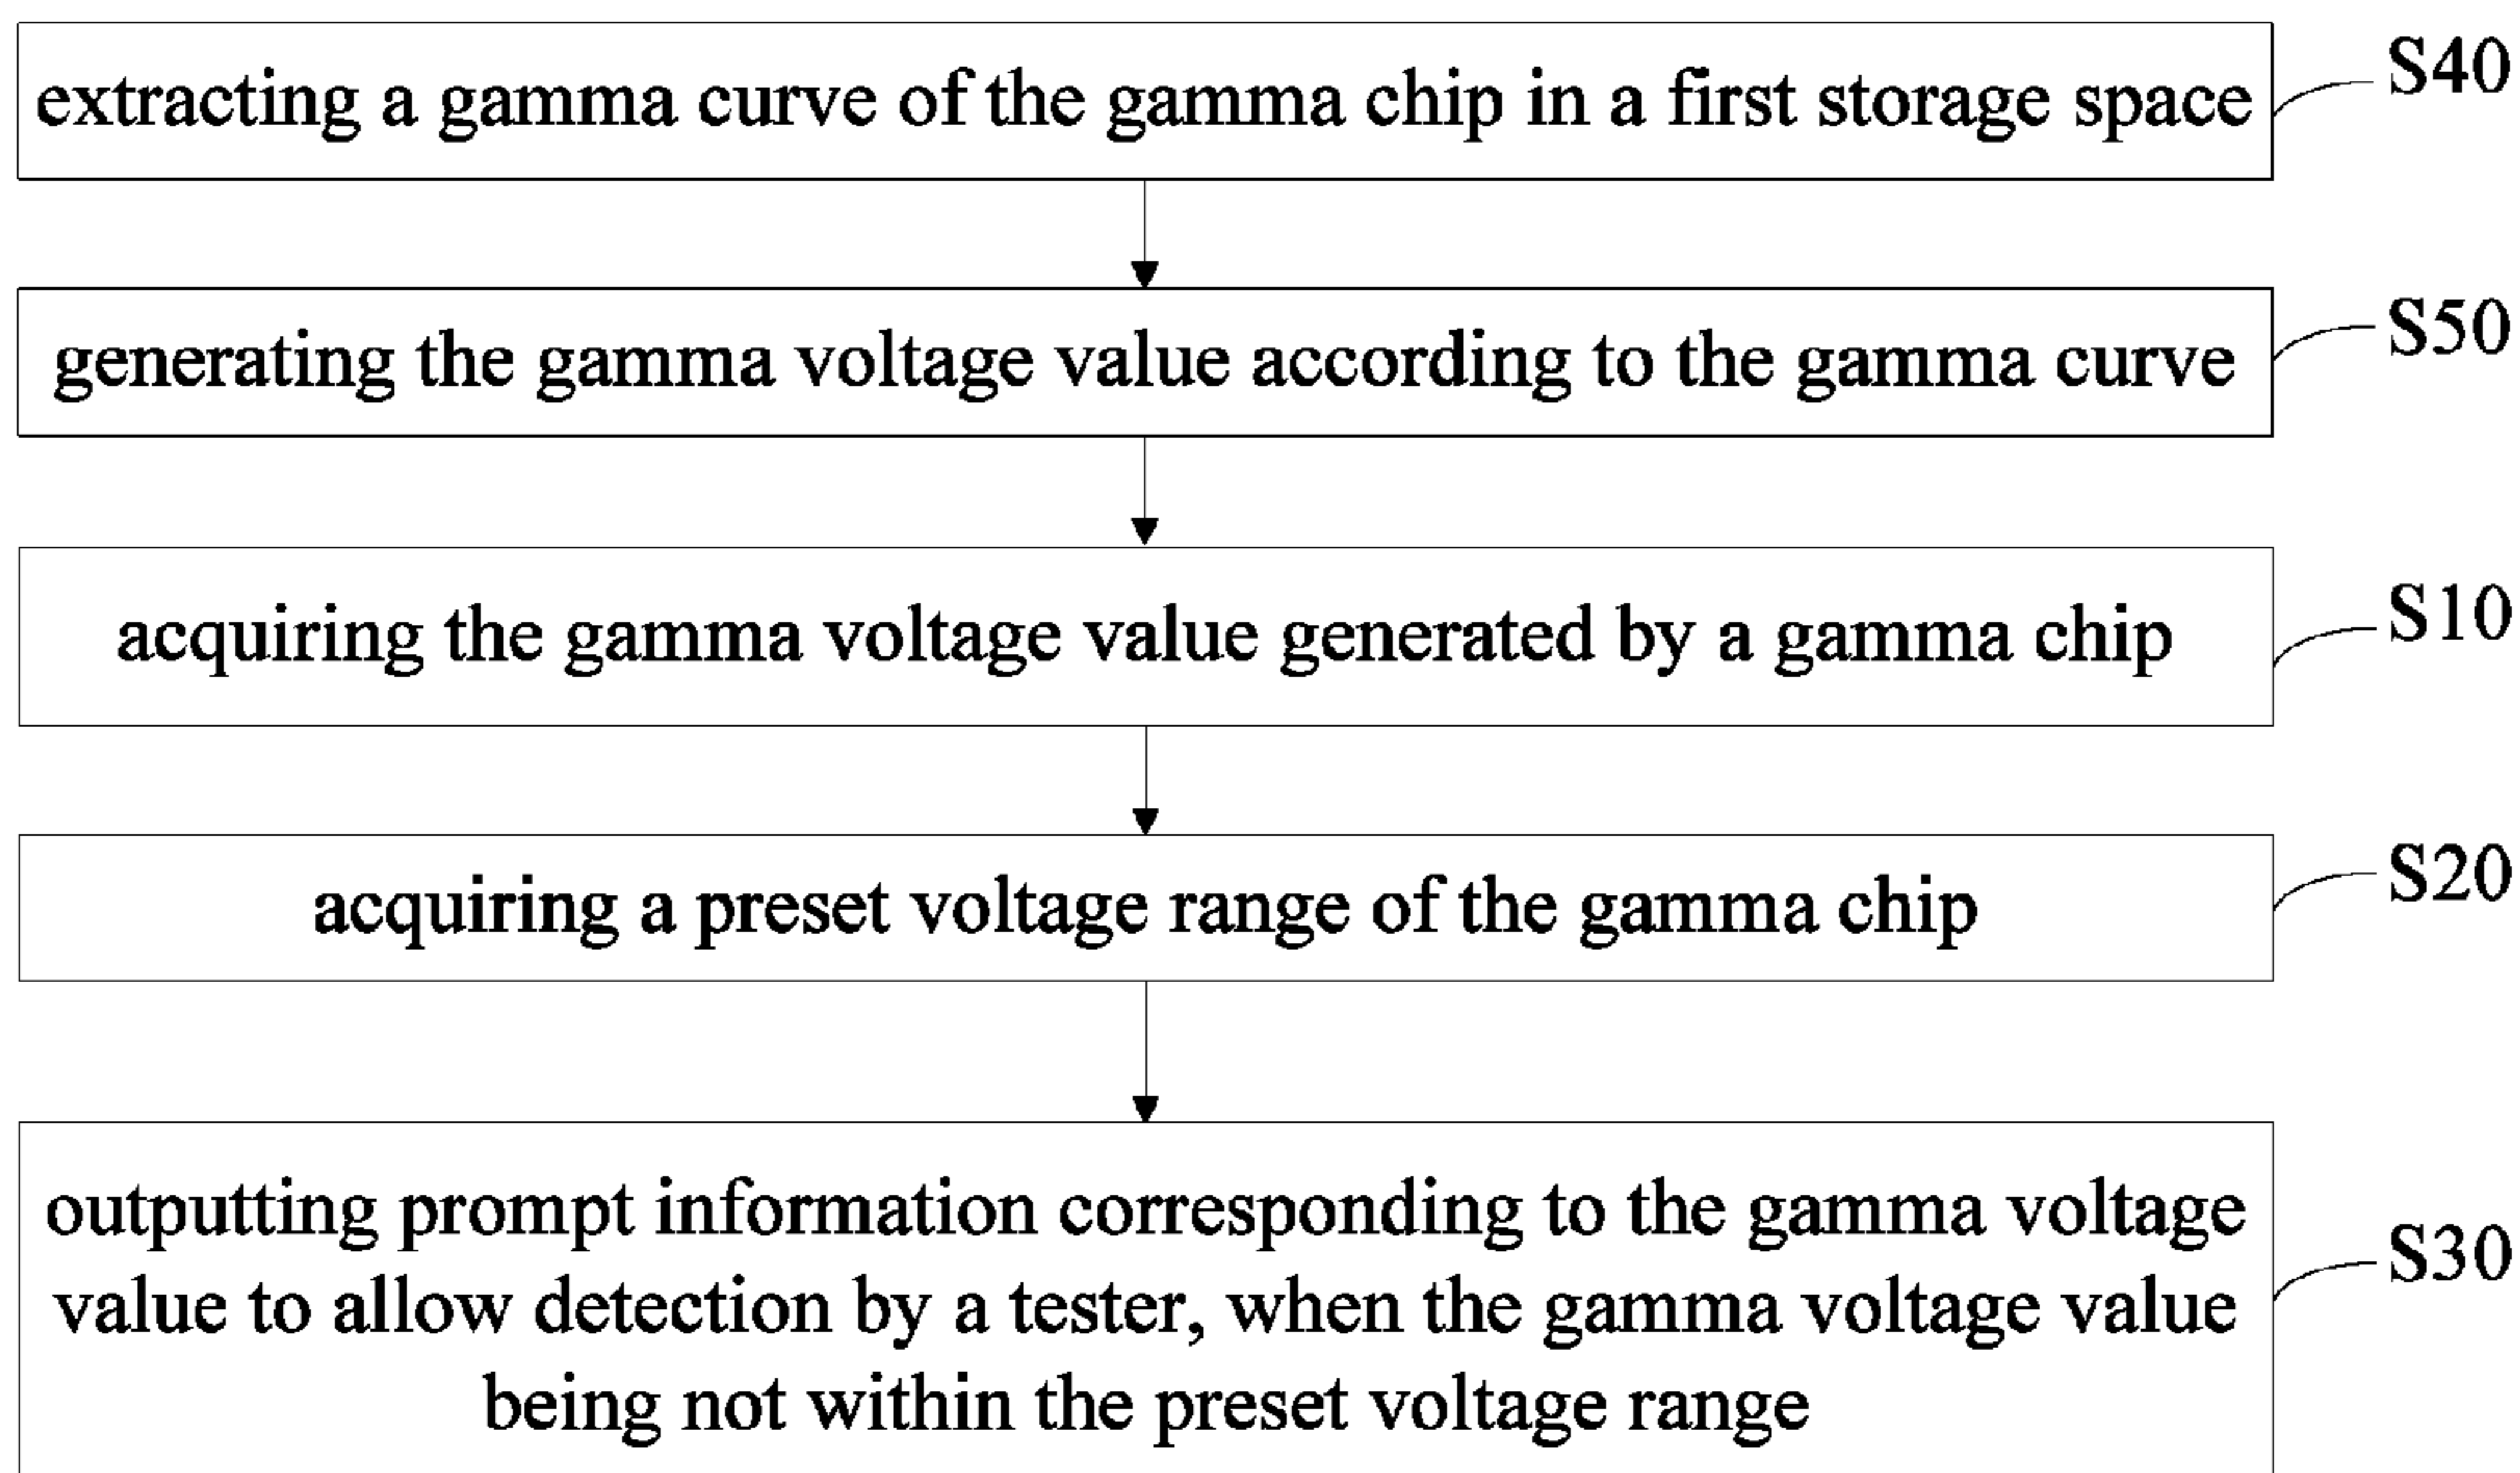 extracting a gamma curve of the gamma chip in a first storage space
S40
generating the gamma voltage value according to the gamma curve
S50
acquiring the gamma voltage value generated by a gamma chip
S10
acquiring a preset voltage range of the gamma chip
S20
outputting prompt information corresponding to the gamma voltage
value to allow detection by a tester, when the gamma voltage value
being not within the preset voltage range
S30